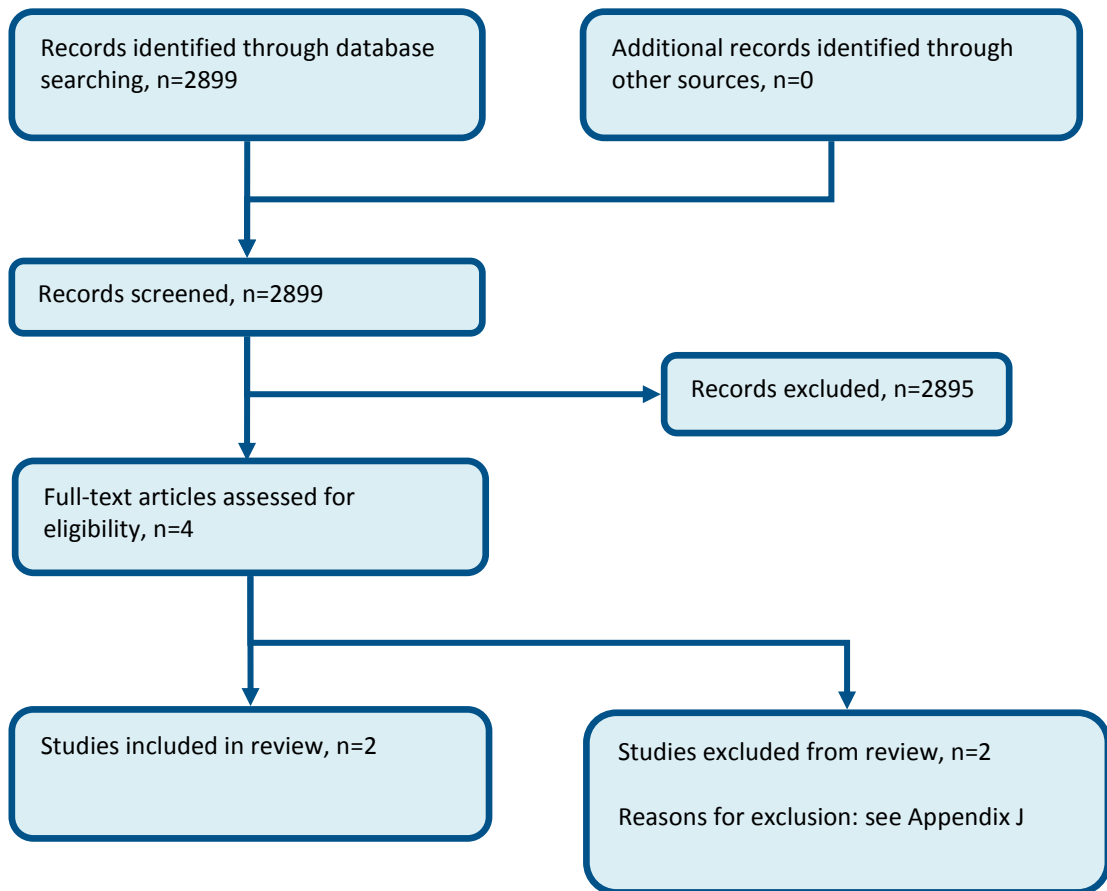 Records identified through database
searching, n=2899
Additional records identified through
other sources, n=0
Records screened, n=2899
Records excluded, n=2895
Full-text articles assessed for
eligibility, n=4
Studies included in review, n=2
Studies excluded from review, n=2
Reasons for exclusion: see Appendix J